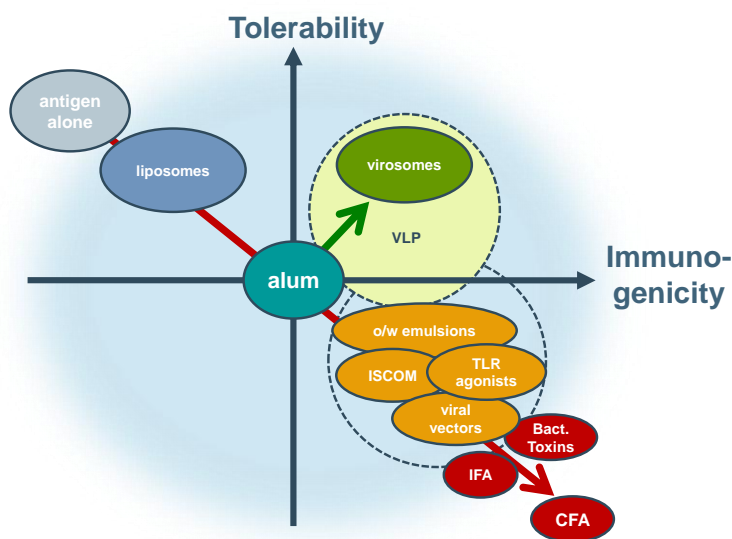 Tolerability
antigen
alone
liposomes
virosomes
VLP
Immuno-
genicity
alum
o/w emulsions
ISCOM
TLR
agonists
viral
vectors
Bact.
Toxins
IFA
CFA